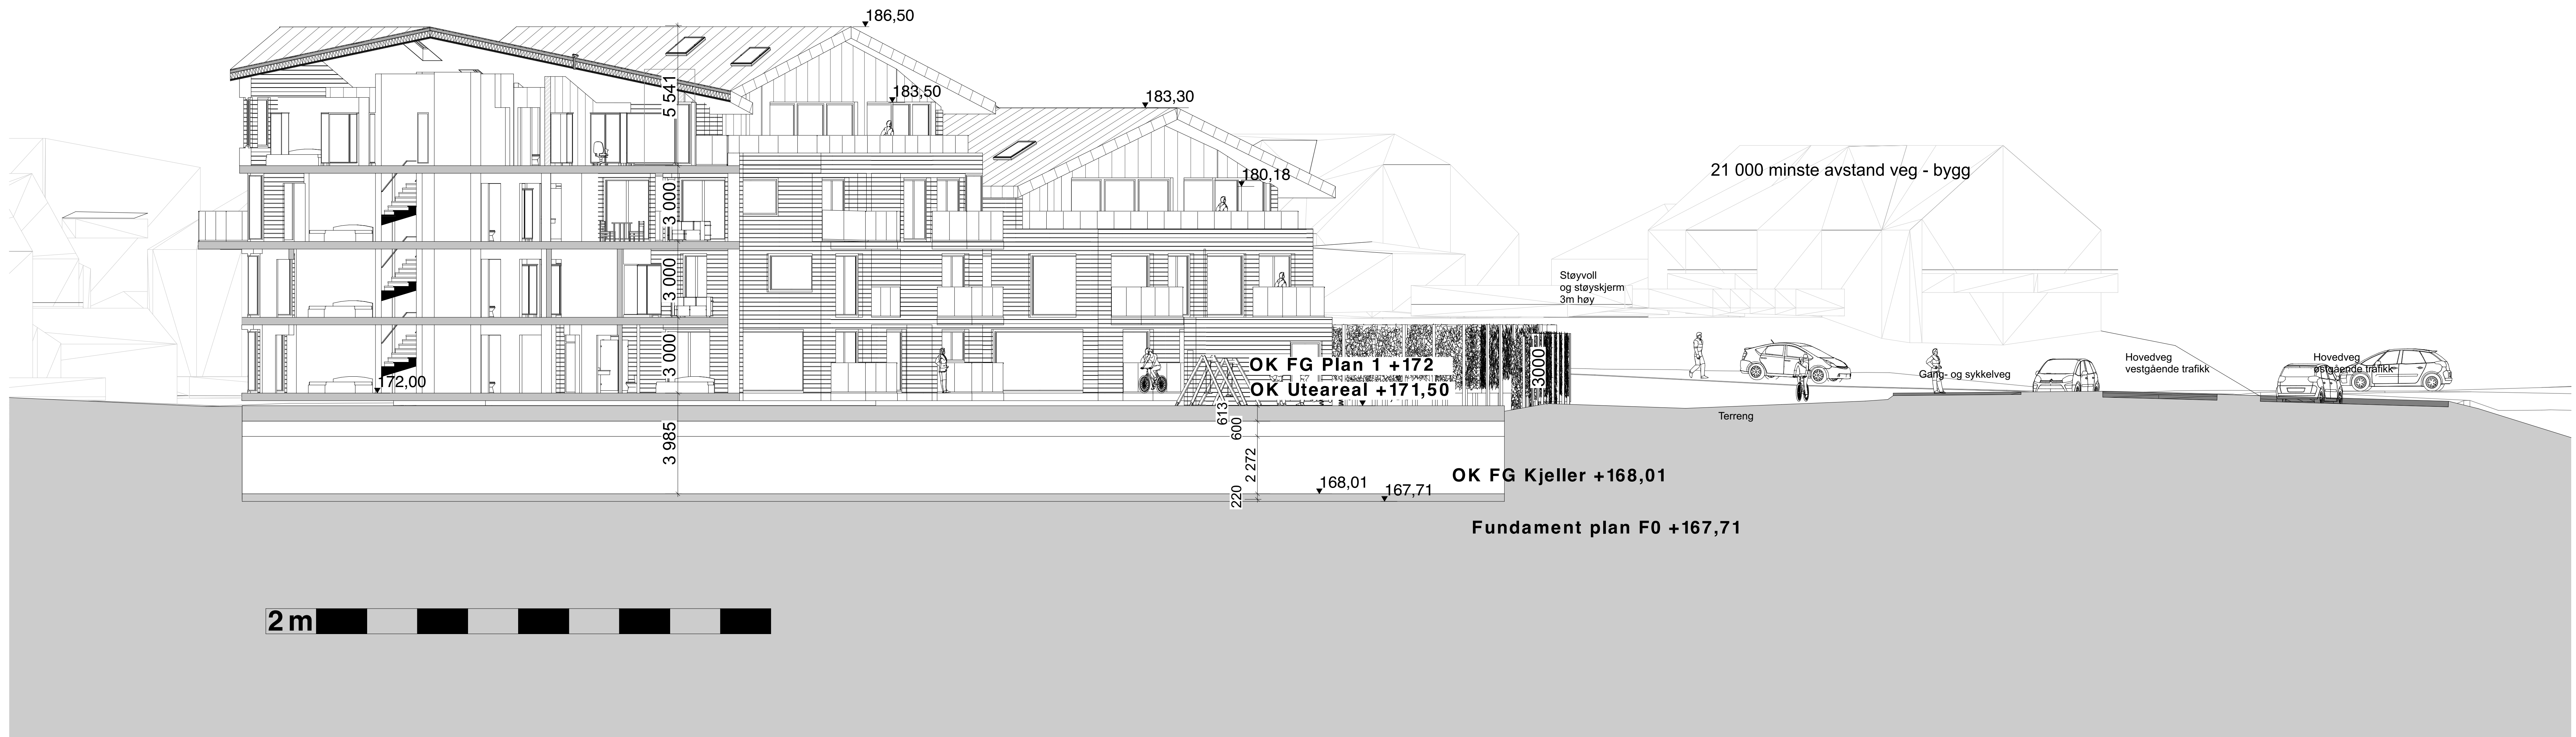 186,50
5 541
183,50
183,30
180,18
21 000 minste avstand veg - bygg
3 000
3 000
Støyvoll
og støyskjerm
3m høy
3 000
172,00
OK FG Plan 1 +172
OK Uteareal +171,50
3000
Gang- og sykkelveg
Hovedveg
vestgående trafikk
Hovedveg
østgående trafikk
Terreng
613
600
3 985
2 272
220
168,01
167,71
OK FG Kjeller +168,01
Fundament plan F0 +167,71
2 m